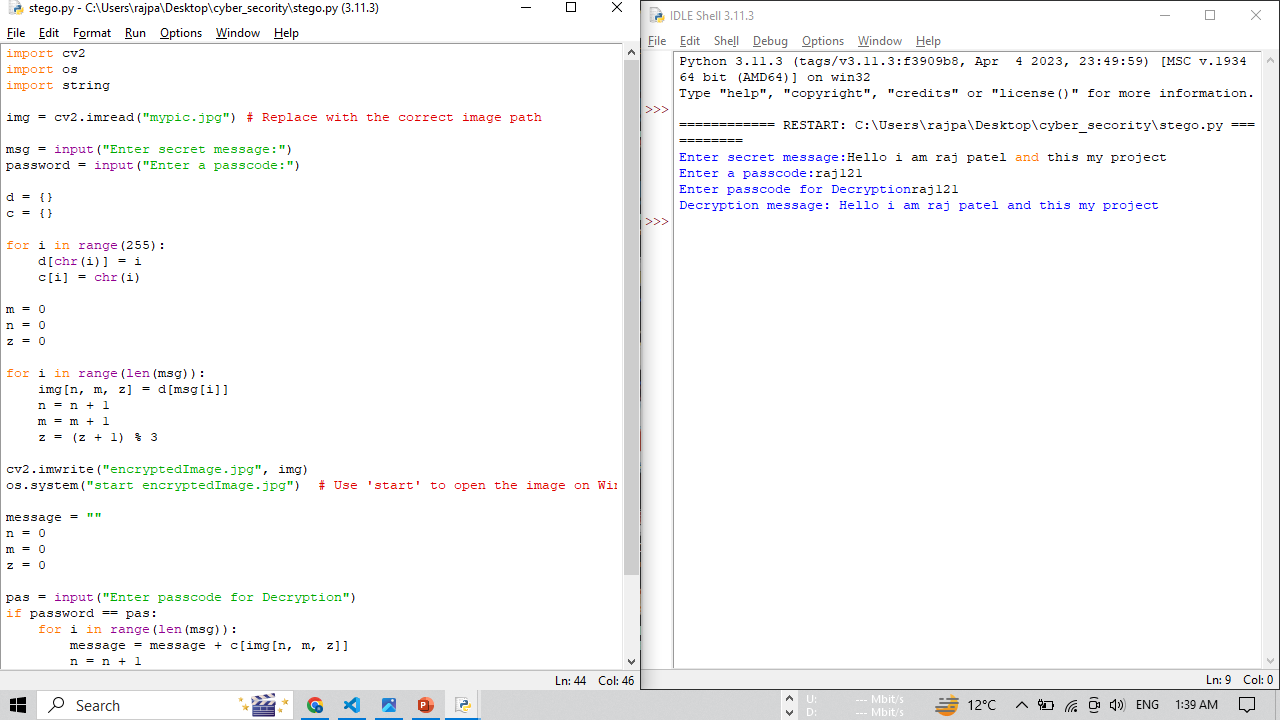 stego.py - C:\Users\rajpa\Desktop\cyber_secority\stego.py (3.11.3)
File Edit Format Run Options Window Help
import cv2
import os
import string
img = cv2.imread("mypic.jpg") # Replace with the correct image path
msg = input("Enter secret message:")
password = input("Enter a passcode:")
d = {}
c = {}
for i in range(255):
    d[chr(i)] = i
    c[i] = chr(i)
m = 0
n = 0
z = 0
for i in range(len(msg)):
    img[n, m, z] = d[msg[i]]
    n = n + 1
    m = m + 1
    z = (z + 1) % 3
cv2.imwrite("encryptedImage.jpg", img)
os.system("start encryptedImage.jpg")  # Use 'start' to open the image on Win
message = ""
n = 0
m = 0
z = 0
pas = input("Enter passcode for Decryption")
if password == pas:
    for i in range(len(msg)):
        message = message + c[img[n, m, z]]
        n = n + 1
Ln: 44 Col: 46
IDLE Shell 3.11.3
File Edit Shell Debug Options Window Help
Python 3.11.3 (tags/v3.11.3:f3909b8, Apr  4 2023, 23:49:59) [MSC v.1934
64 bit (AMD64)] on win32
Type "help", "copyright", "credits" or "license()" for more information.
>>>
============ RESTART: C:\Users\rajpa\Desktop\cyber_secority\stego.py ===
========
Enter secret message:Hello i am raj patel and this my project
Enter a passcode:raj121
Enter passcode for Decryptionraj121
Decryption message: Hello i am raj patel and this my project
>>>
Ln: 9 Col: 0
Search
U: --- Mbit/s
D: --- Mbit/s
12°C
ENG
1:39 AM